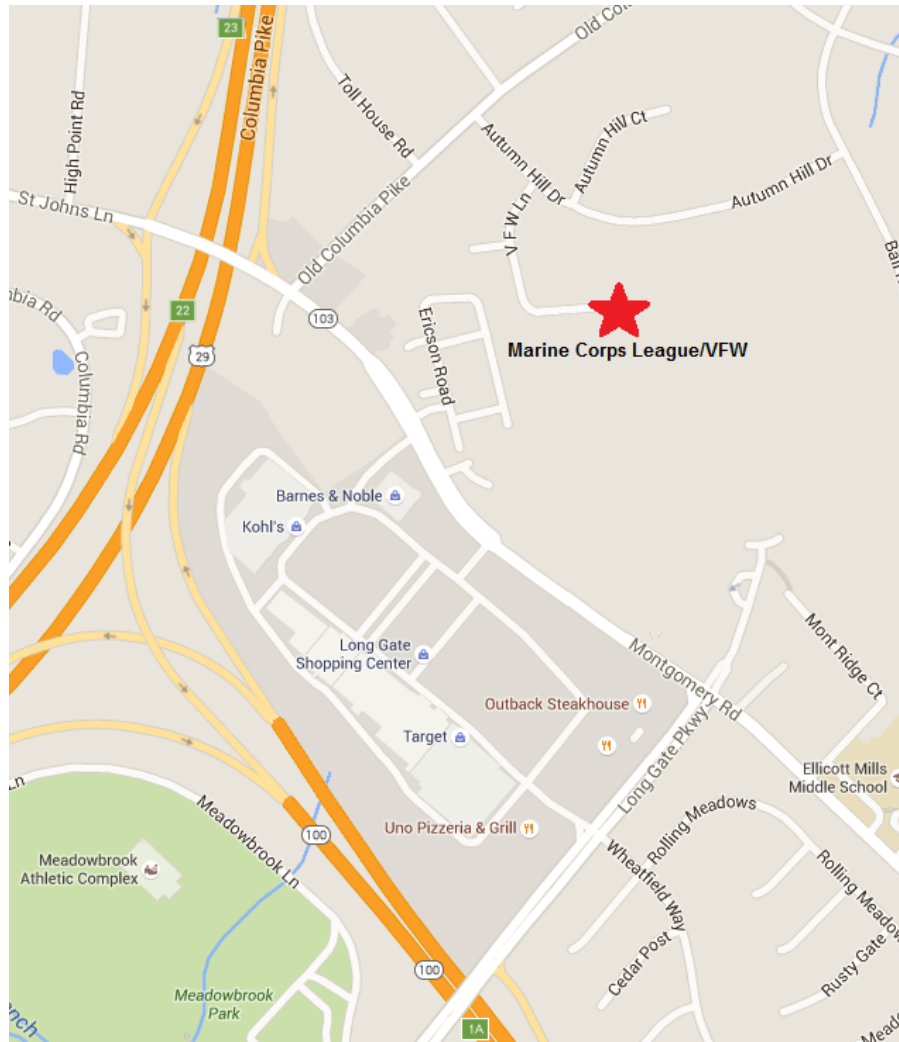 23
Columbia Pike
Columbia Pike
Old Co
High Point Rd
Toll House Rd
Autumn Hill Ct
Autumn Hill Dr
Autumn Hill Dr
St Johns Ln
Old Columbia Pike
V F W Ln
Ball
22
103
29
mbia Rd
Columbia Rd
Ericson Road
Marine Corps League/VFW
Barnes & Noble
Kohl's
Long Gate
Shopping Center
Mont Ridge Ct
Montgomery Rd
Outback Steakhouse
Target
Long Gate Pkwy
Ellicott Mills
Middle School
Ln
Meadowbrook Ln
100
Uno Pizzeria & Grill
Rolling Meadows
Rolling Meadow
Meadowbrook
Athletic Complex
Wheatfield Way
Cedar Post
Rusty Gate
100
Meadowbrook
Park
anch
1A